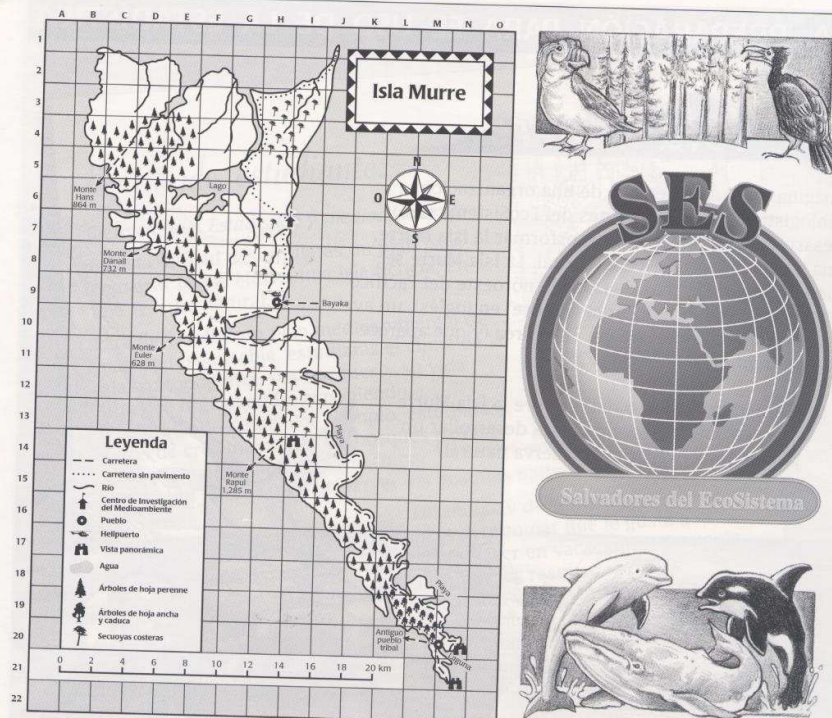 A B C D E F G H I J K L M N O
1
2
3
4
5
6
7
8
9
10
11
12
13
14
15
16
17
18
19
20
21
22
Isla Murre
N
O E
S
Monte
Hans
864 m
Lago
Monte
Danall
732 m
Bayaka
Monte
Euler
628 m
Playa
Monte
Rapul
1.285 m
Playa
Antiguo
pueblo
tribal
Laguna
Leyenda
Carretera
Carretera sin pavimento
Río
Centro de Investigación
del Medioambiente
Pueblo
Helipuerto
Vista panorámica
Agua
Árboles de hoja perenne
Árboles de hoja ancha
y caduca
Secuoyas costeras
0 2 4 6 8 10 12 14 16 18 20 km
SES
Salvadores del EcoSistema